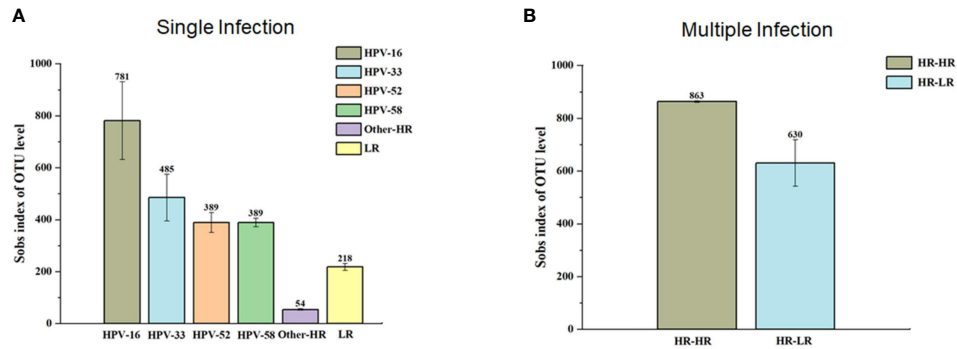 A
Single Infection
HPV-16
HPV-33
HPV-52
HPV-58
Other-HR
LR
Sobs index of OTU level
1000
800
600
400
200
0
781
485
389
389
54
218
HPV-16 HPV-33 HPV-52 HPV-58 Other-HR LR
B
Multiple Infection
HR-HR
HR-LR
Sobs index of OTU level
1000
800
600
400
200
0
863
630
HR-HR HR-LR